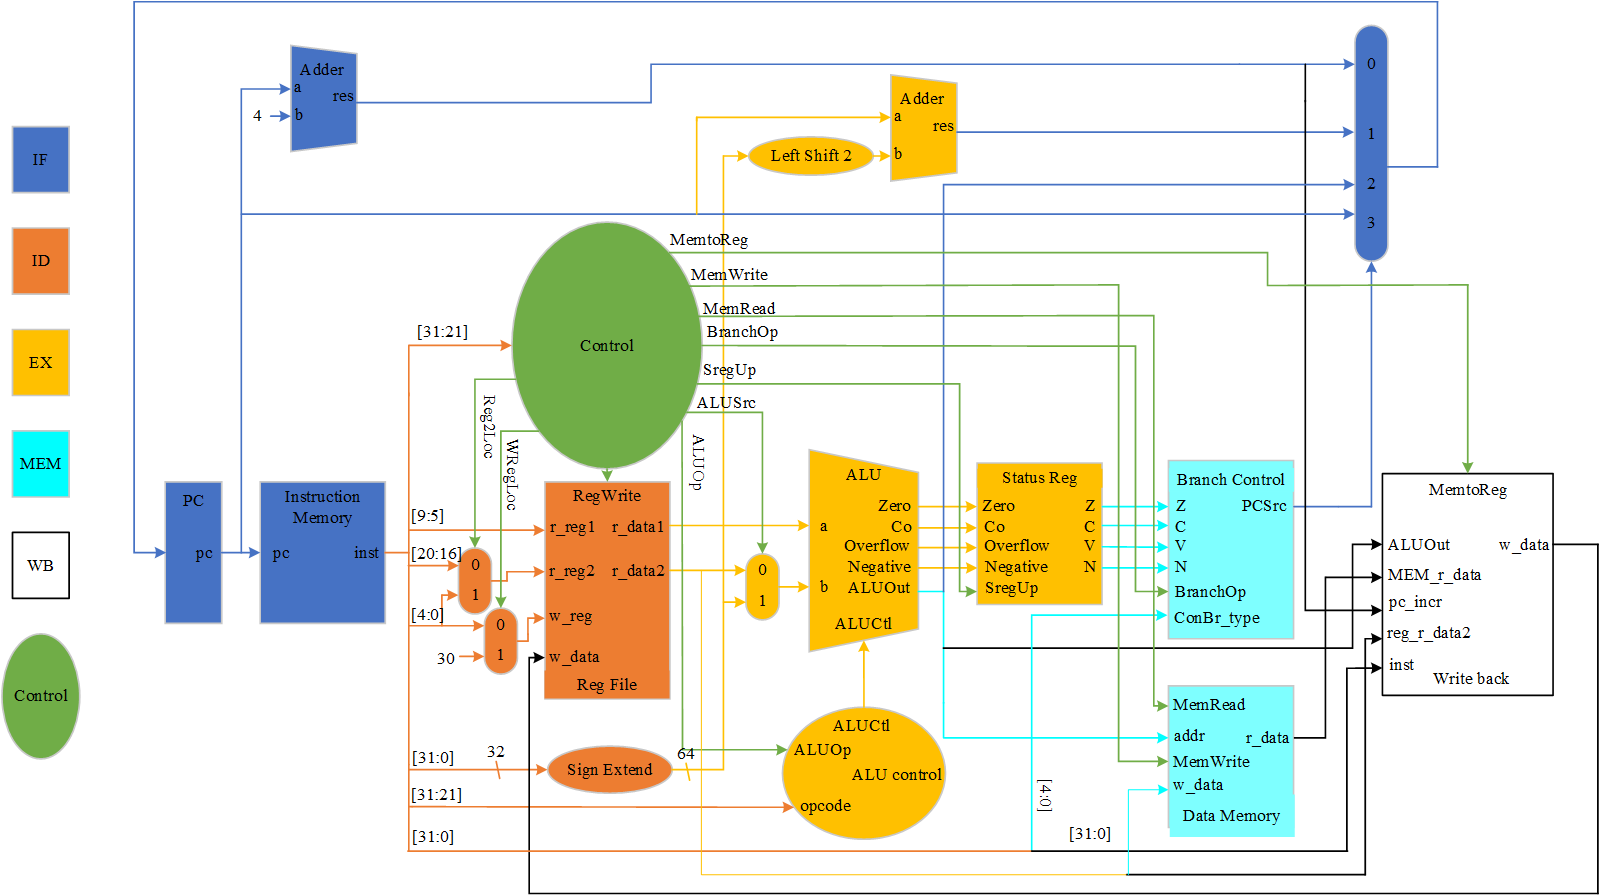 IF
ID
EX
MEM
WB
Control
Adder
a
res
4
b
Adder
a
res
b
Left Shift 2
0
1
2
3
MemtoReg
MemWrite
MemRead
BranchOp
SregUp
ALUSrc
ALUOp
Control
Reg2Loc
WRegLoc
[31:21]
[9:5]
[20:16]
[4:0]
30
0
1
0
1
PC
pc
Instruction
Memory
pc
inst
RegWrite
r_reg1
r_data1
r_reg2
r_data2
w_reg
w_data
Reg File
0
1
ALU
Zero
a
Co
Overflow
Negative
b
ALUOut
ALUCtl
Status Reg
Zero
Z
Co
C
Overflow
V
Negative
N
SregUp
Branch Control
Z
PCSrc
C
V
N
BranchOp
ConBr_type
MemtoReg
ALUOut
w_data
MEM_r_data
pc_incr
reg_r_data2
inst
Write back
[31:0]
32
Sign Extend
64
[31:21]
[31:0]
ALUCtl
ALUOp
ALU control
opcode
[4:0]
[31:0]
MemRead
addr
r_data
MemWrite
w_data
Data Memory